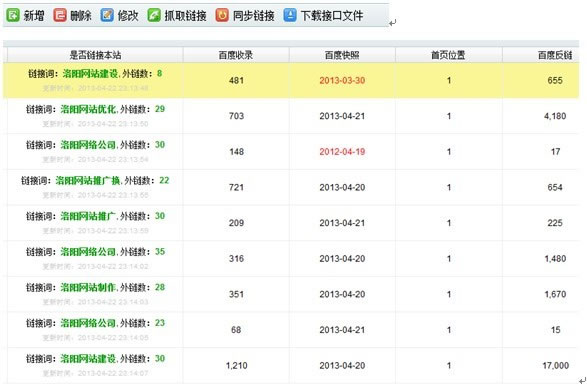 新增 删除 修改 抓取链接 同步链接 下载接口文件
是否链接本站 百度收录 百度快照 首页位置 百度反链
链接词：洛阳网站建设，外链数：8 481 2013-03-30 1 655
更新时间：2013-04-22 23:13:48
链接词：洛阳网站优化，外链数：29 703 2013-04-21 1 4,180
更新时间：2013-04-22 23:13:50
链接词：洛阳网络公司，外链数：30 148 2012-04-19 1 17
更新时间：2013-04-22 23:13:54
链接词：洛阳网站推广换，外链数：22 721 2013-04-20 1 654
更新时间：2013-04-22 23:13:55
链接词：洛阳网站推广，外链数：30 209 2013-04-21 1 225
更新时间：2013-04-22 23:13:59
链接词：洛阳网络公司，外链数：35 316 2013-04-20 1 1,480
更新时间：2013-04-22 23:14:02
链接词：洛阳网站制作，外链数：28 351 2013-04-20 1 1,670
更新时间：2013-04-22 23:14:03
链接词：洛阳网络公司，外链数：23 68 2013-04-21 1 15
更新时间：2013-04-22 23:14:05
链接词：洛阳网站建设，外链数：30 1,210 2013-04-20 1 17,000
更新时间：2013-04-22 23:14:07